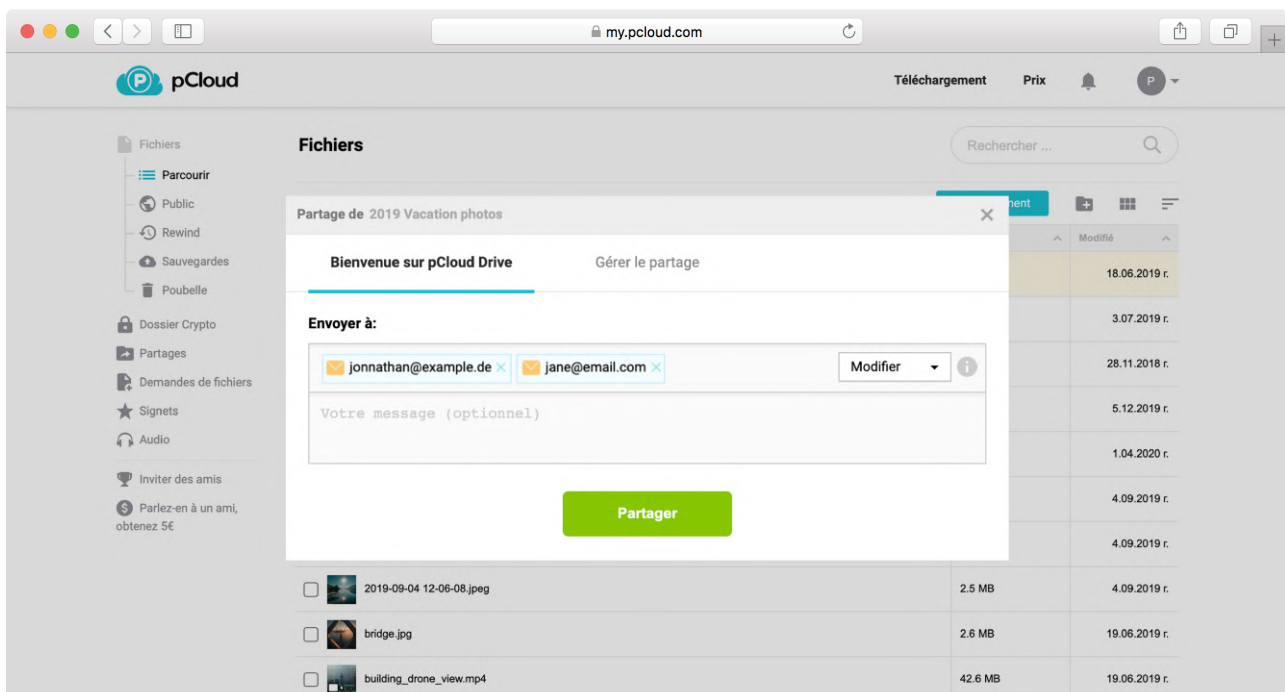 my.pcloud.com
P pCloud
Téléchargement Prix P
Fichiers
Fichiers
Rechercher ...
Parcourir
Public
Rewind
Sauvegardes
Poubelle
Dossier Crypto
Partages
Demandes de fichiers
Signets
Audio
Inviter des amis
Parlez-en à un ami,
obtenez 5€
Partage de 2019 Vacation photos
Bienvenue sur pCloud Drive Gérer le partage
Envoyer à:
jonnathan@example.de jane@email.com Modifier
Votre message (optionnel)
Partager
Modifié
18.06.2019 r.
3.07.2019 r.
28.11.2018 r.
5.12.2019 r.
1.04.2020 r.
4.09.2019 r.
4.09.2019 r.
2019-09-04 12-06-08.jpeg 2.5 MB 4.09.2019 r.
bridge.jpg 2.6 MB 19.06.2019 r.
building_drone_view.mp4 42.6 MB 19.06.2019 r.